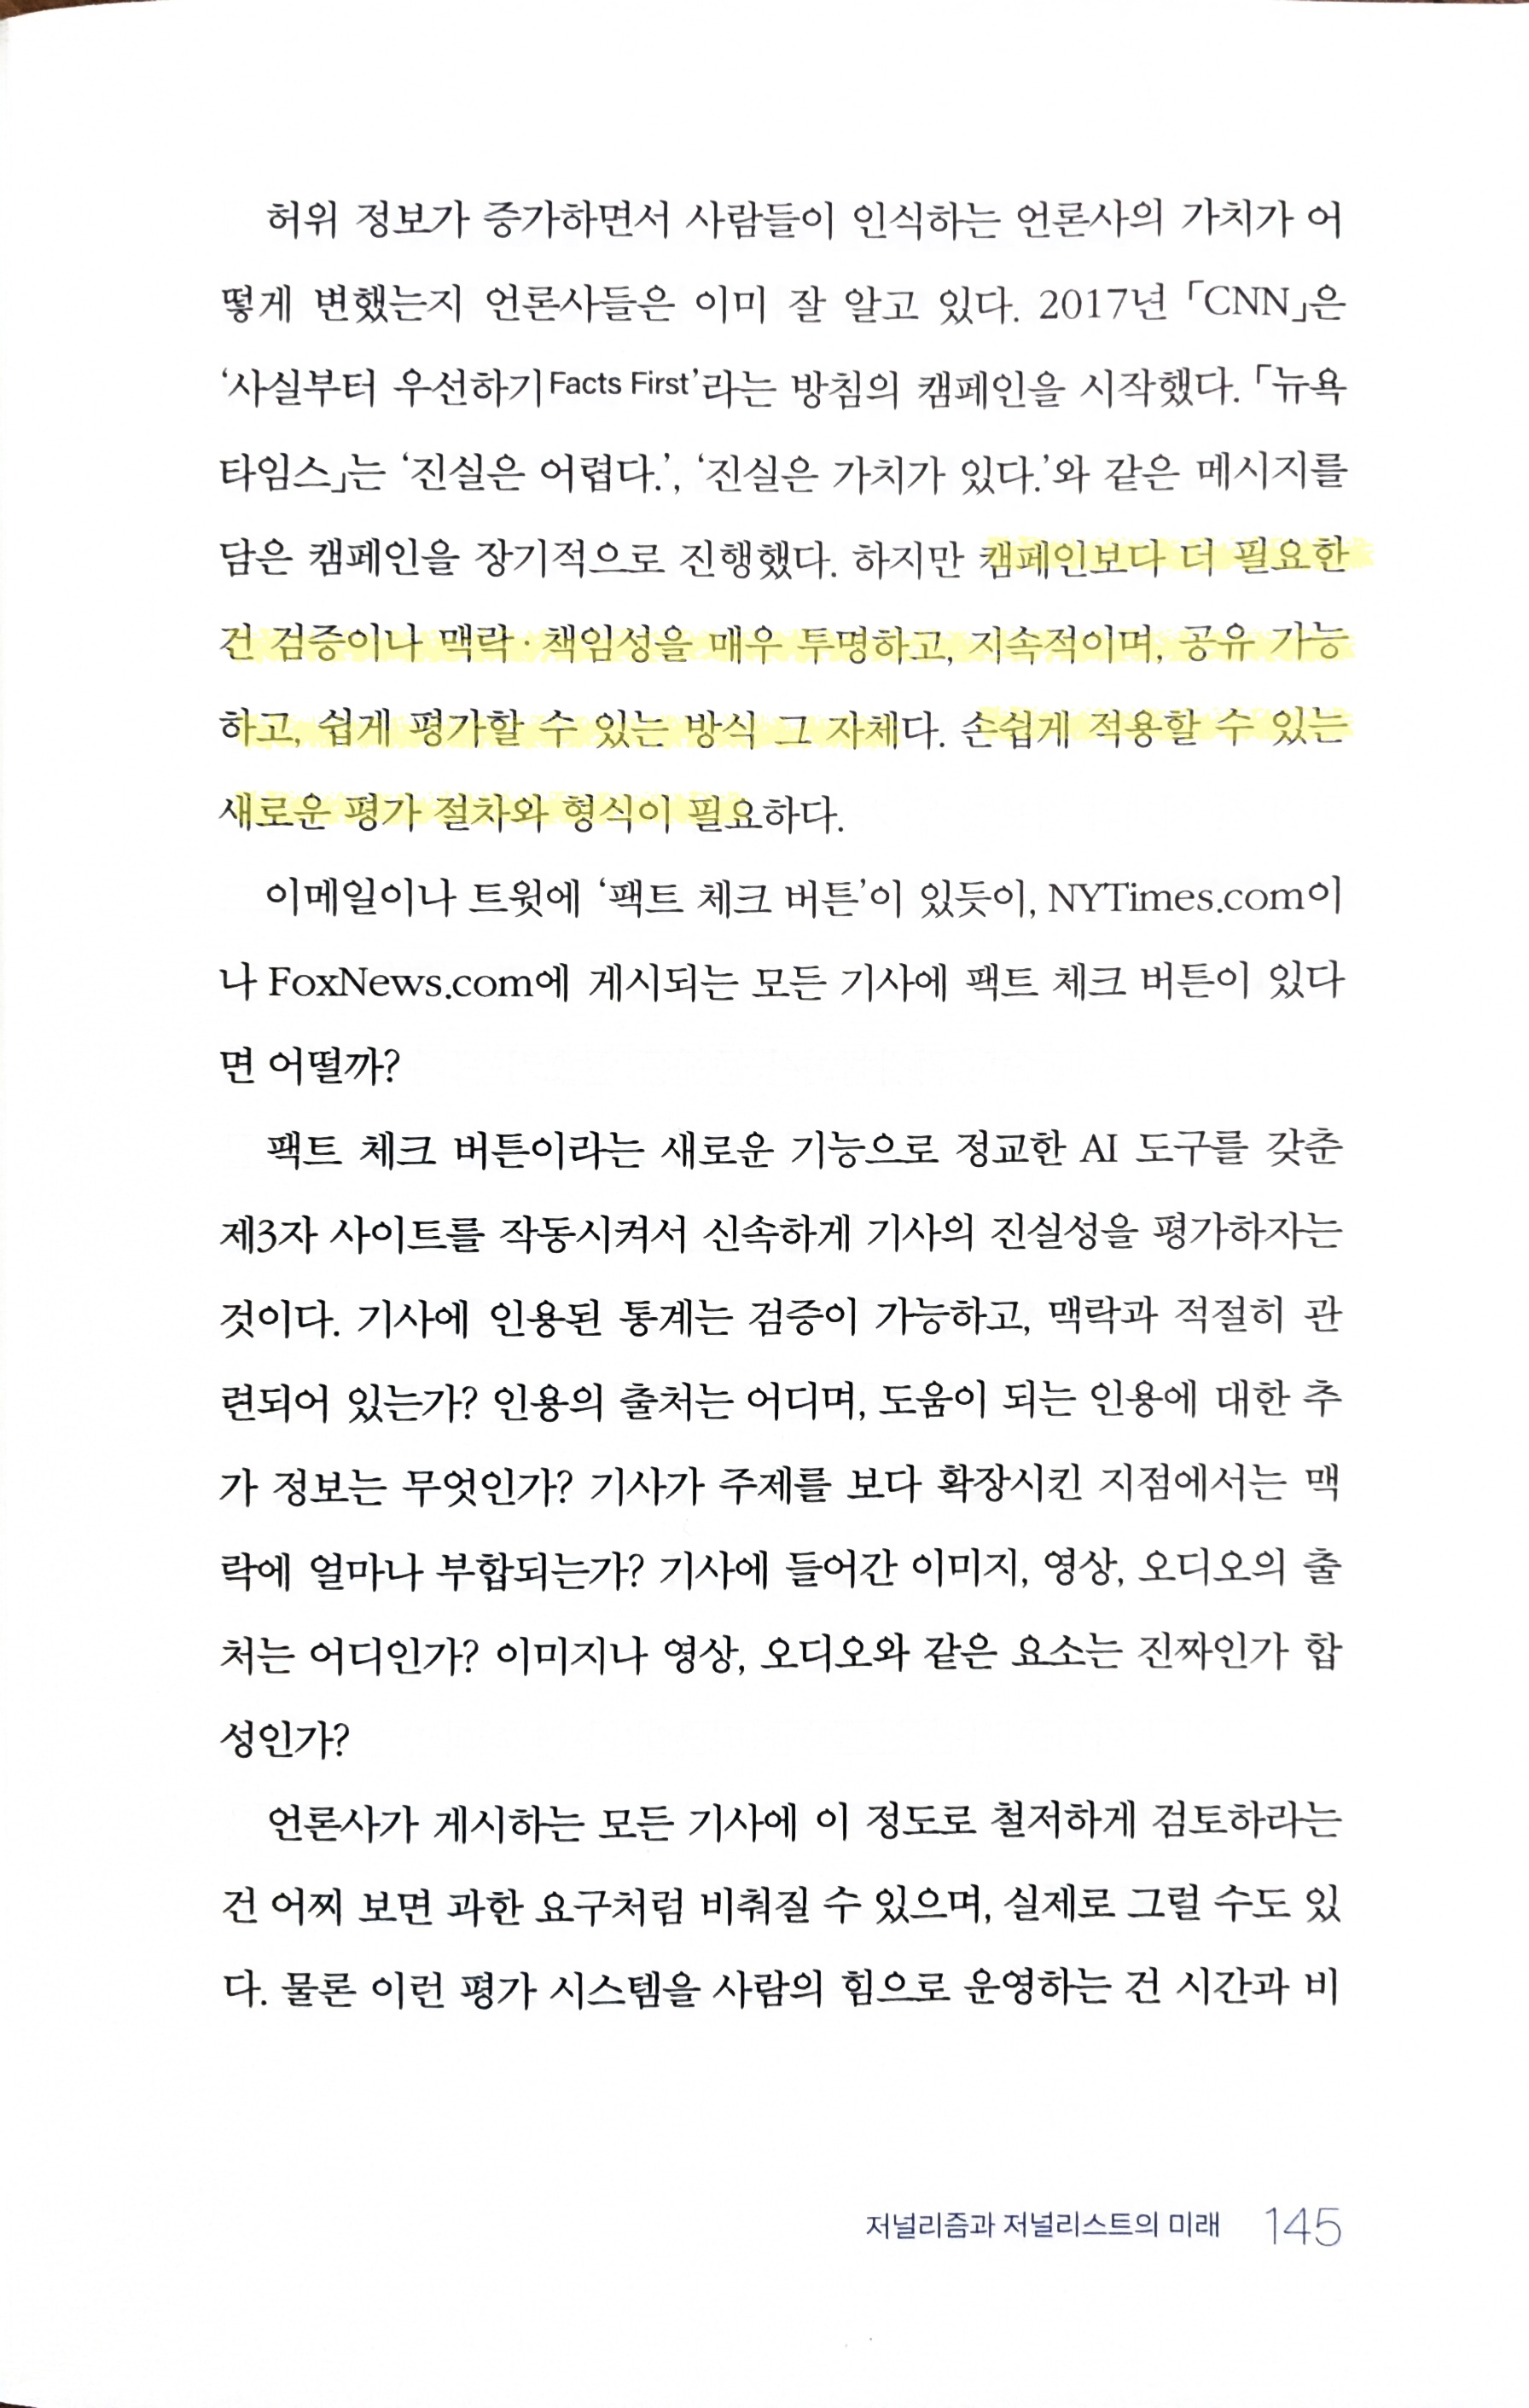 허위 정보가 증가하면서 사람들이 인식하는 언론사의 가치가 어
떻게 변했는지 언론사들은 이미 잘 알고 있다. 2017년 「CNN」은
‘사실부터 우선하기Facts First’라는 방침의 캠페인을 시작했다. 「뉴욕
타임스」는 ‘진실은 어렵다.’, ‘진실은 가치가 있다.’와 같은 메시지를
담은 캠페인을 장기적으로 진행했다. 하지만 캠페인보다 더 필요한
건 검증이나 맥락·책임성을 매우 투명하고, 지속적이며, 공유 가능
하고, 쉽게 평가할 수 있는 방식 그 자체다. 손쉽게 적용할 수 있는
새로운 평가 절차와 형식이 필요하다.
이메일이나 트윗에 ‘팩트 체크 버튼’이 있듯이, NYTimes.com이
나 FoxNews.com에 게시되는 모든 기사에 팩트 체크 버튼이 있다
면 어떨까?
팩트 체크 버튼이라는 새로운 기능으로 정교한 AI 도구를 갖춘
제3자 사이트를 작동시켜서 신속하게 기사의 진실성을 평가하자는
것이다. 기사에 인용된 통계는 검증이 가능하고, 맥락과 적절히 관
련되어 있는가? 인용의 출처는 어디며, 도움이 되는 인용에 대한 추
가 정보는 무엇인가? 기사가 주제를 보다 확장시킨 지점에서는 맥
락에 얼마나 부합되는가? 기사에 들어간 이미지, 영상, 오디오의 출
처는 어디인가? 이미지나 영상, 오디오와 같은 요소는 진짜인가 합
성인가?
언론사가 게시하는 모든 기사에 이 정도로 철저하게 검토하라는
건 어찌 보면 과한 요구처럼 비춰질 수 있으며, 실제로 그럴 수도 있
다. 물론 이런 평가 시스템을 사람의 힘으로 운영하는 건 시간과 비
저널리즘과 저널리스트의 미래 145